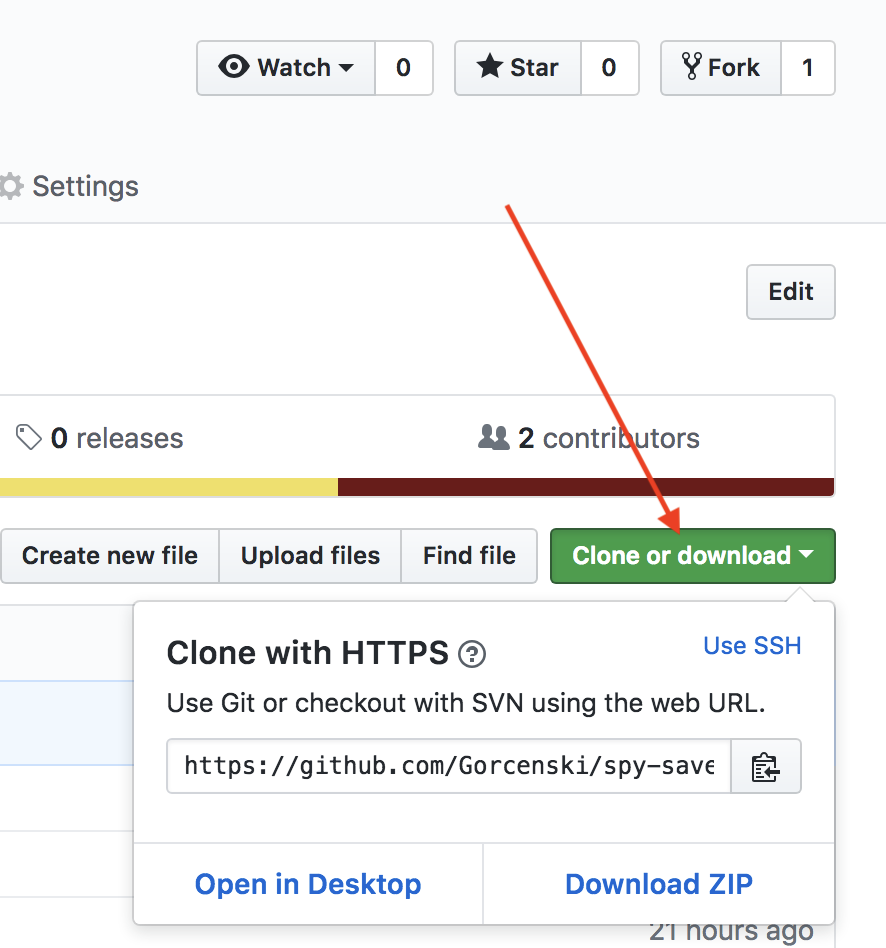 Watch 0 Star 0 Fork 1
Settings
Edit
0 releases 2 contributors
Create new file Upload files Find file Clone or download
Clone with HTTPS ? Use SSH
Use Git or checkout with SVN using the web URL.
https://github.com/Gorcenski/spy-save
Open in Desktop Download ZIP
21 hours ago